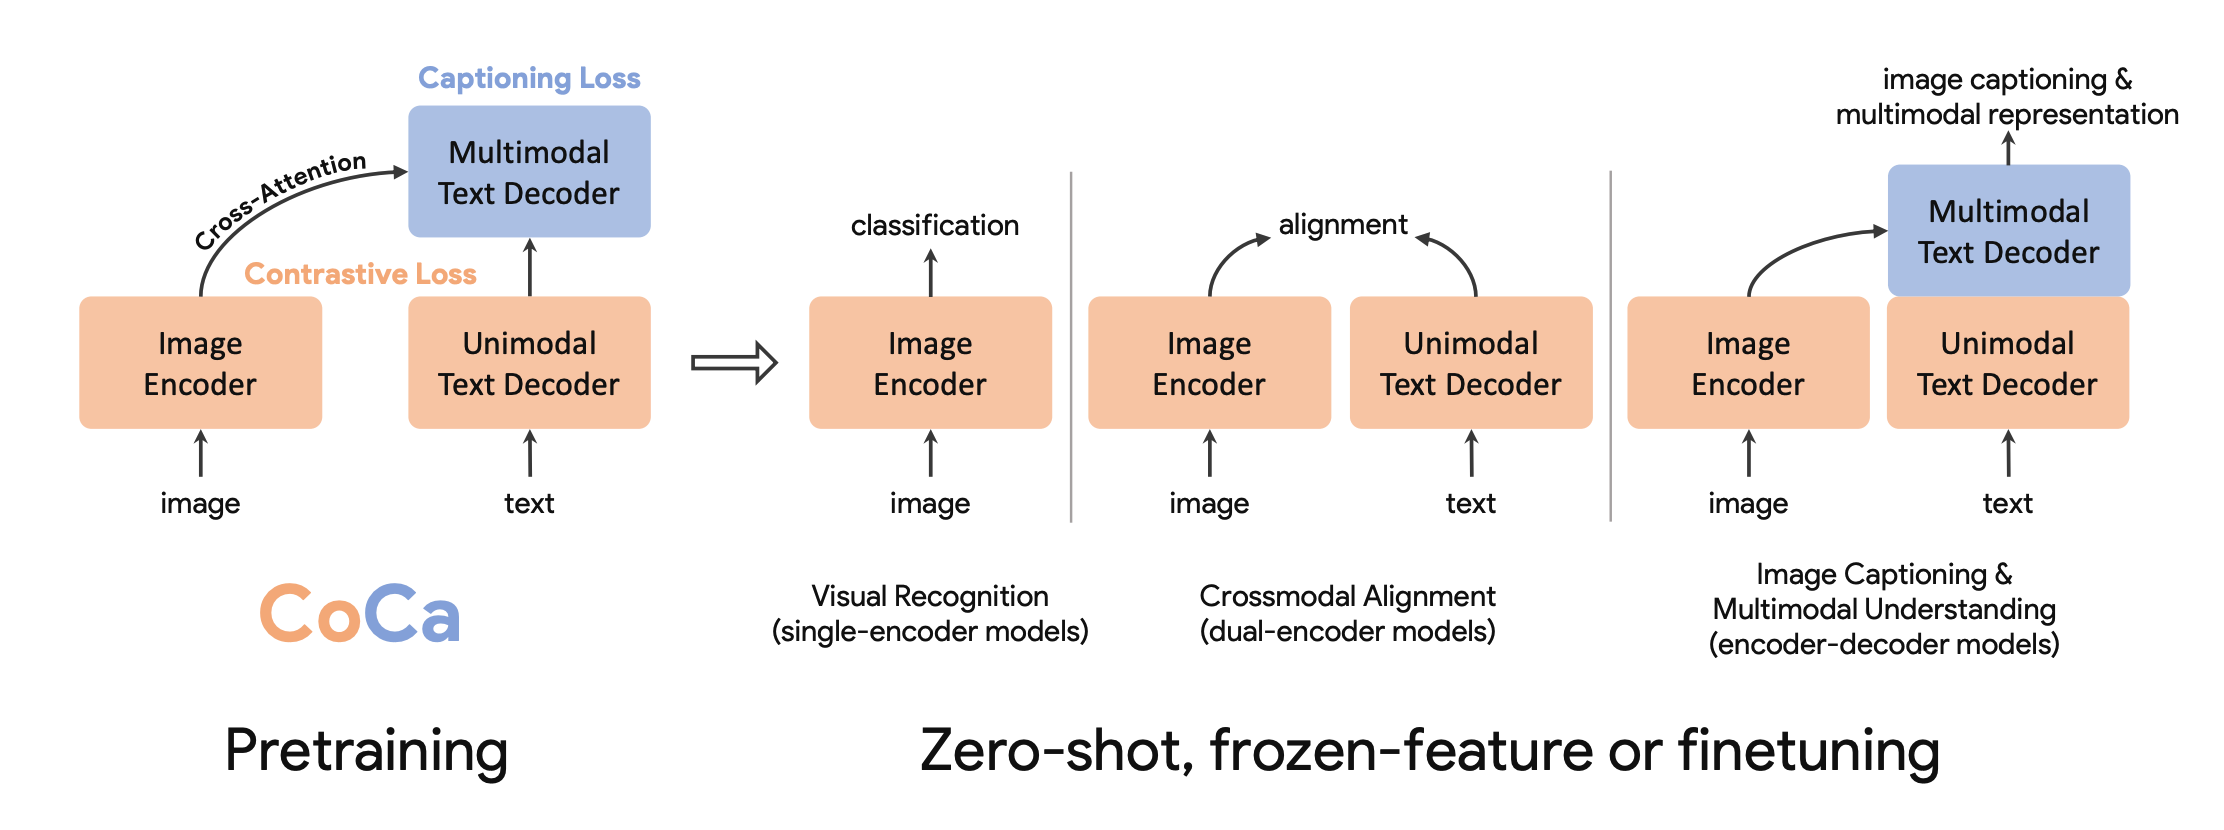 Captioning Loss
Multimodal
Text Decoder
Cross-Attention
Contrastive Loss
Image
Encoder
Unimodal
Text Decoder
image
text
CoCa
Pretraining
classification
Image
Encoder
image
Visual Recognition
(single-encoder models)
alignment
Image
Encoder
Unimodal
Text Decoder
image
text
Crossmodal Alignment
(dual-encoder models)
image captioning &
multimodal representation
Multimodal
Text Decoder
Image
Encoder
Unimodal
Text Decoder
image
text
Image Captioning &
Multimodal Understanding
(encoder-decoder models)
Zero-shot, frozen-feature or finetuning